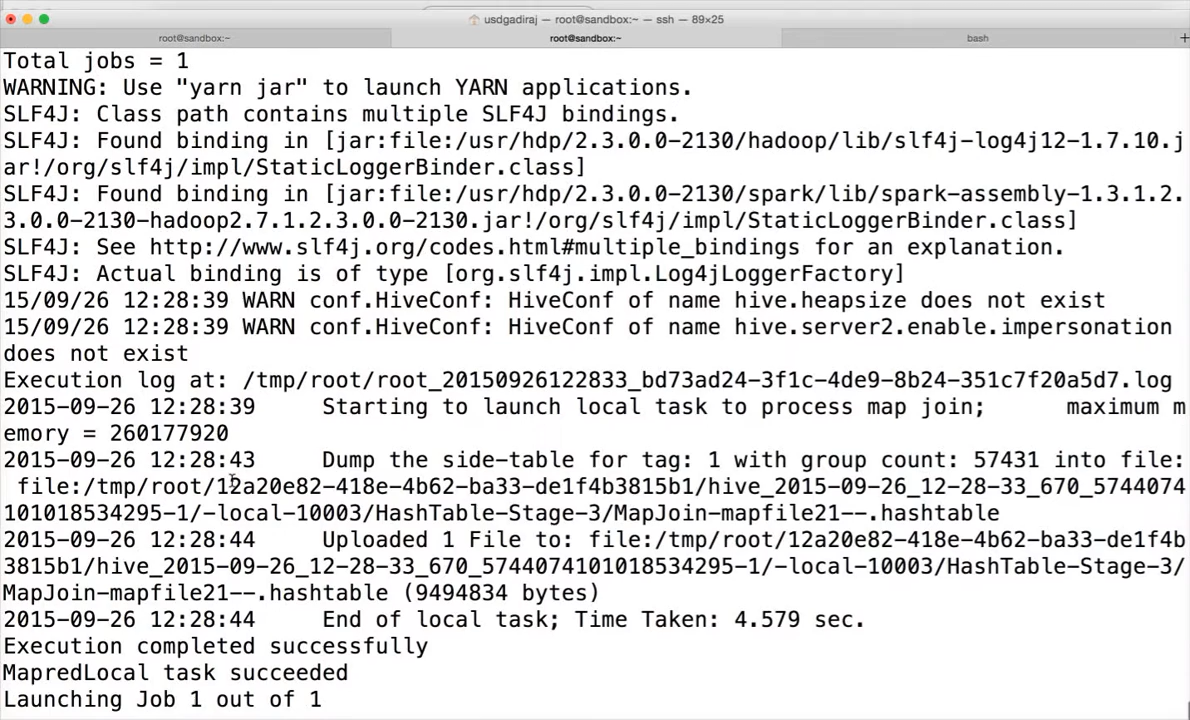 usdgadiraj — root@sandbox:~ — ssh — 89×25
root@sandbox:~ root@sandbox:~ bash +
Total jobs = 1
WARNING: Use "yarn jar" to launch YARN applications.
SLF4J: Class path contains multiple SLF4J bindings.
SLF4J: Found binding in [jar:file:/usr/hdp/2.3.0.0-2130/hadoop/lib/slf4j-log4j12-1.7.10.j
ar!/org/slf4j/impl/StaticLoggerBinder.class]
SLF4J: Found binding in [jar:file:/usr/hdp/2.3.0.0-2130/spark/lib/spark-assembly-1.3.1.2.
3.0.0-2130-hadoop2.7.1.2.3.0.0-2130.jar!/org/slf4j/impl/StaticLoggerBinder.class]
SLF4J: See http://www.slf4j.org/codes.html#multiple_bindings for an explanation.
SLF4J: Actual binding is of type [org.slf4j.impl.Log4jLoggerFactory]
15/09/26 12:28:39 WARN conf.HiveConf: HiveConf of name hive.heapsize does not exist
15/09/26 12:28:39 WARN conf.HiveConf: HiveConf of name hive.server2.enable.impersonation
does not exist
Execution log at: /tmp/root/root_20150926122833_bd73ad24-3f1c-4de9-8b24-351c7f20a5d7.log
2015-09-26 12:28:39 Starting to launch local task to process map join; maximum m
emory = 260177920
2015-09-26 12:28:43 Dump the side-table for tag: 1 with group count: 57431 into file:
file:/tmp/root/12a20e82-418e-4b62-ba33-de1f4b3815b1/hive_2015-09-26_12-28-33_670_5744074
101018534295-1/-local-10003/HashTable-Stage-3/MapJoin-mapfile21--.hashtable
2015-09-26 12:28:44 Uploaded 1 File to: file:/tmp/root/12a20e82-418e-4b62-ba33-de1f4b
3815b1/hive_2015-09-26_12-28-33_670_5744074101018534295-1/-local-10003/HashTable-Stage-3/
MapJoin-mapfile21--.hashtable (9494834 bytes)
2015-09-26 12:28:44 End of local task; Time Taken: 4.579 sec.
Execution completed successfully
MapredLocal task succeeded
Launching Job 1 out of 1